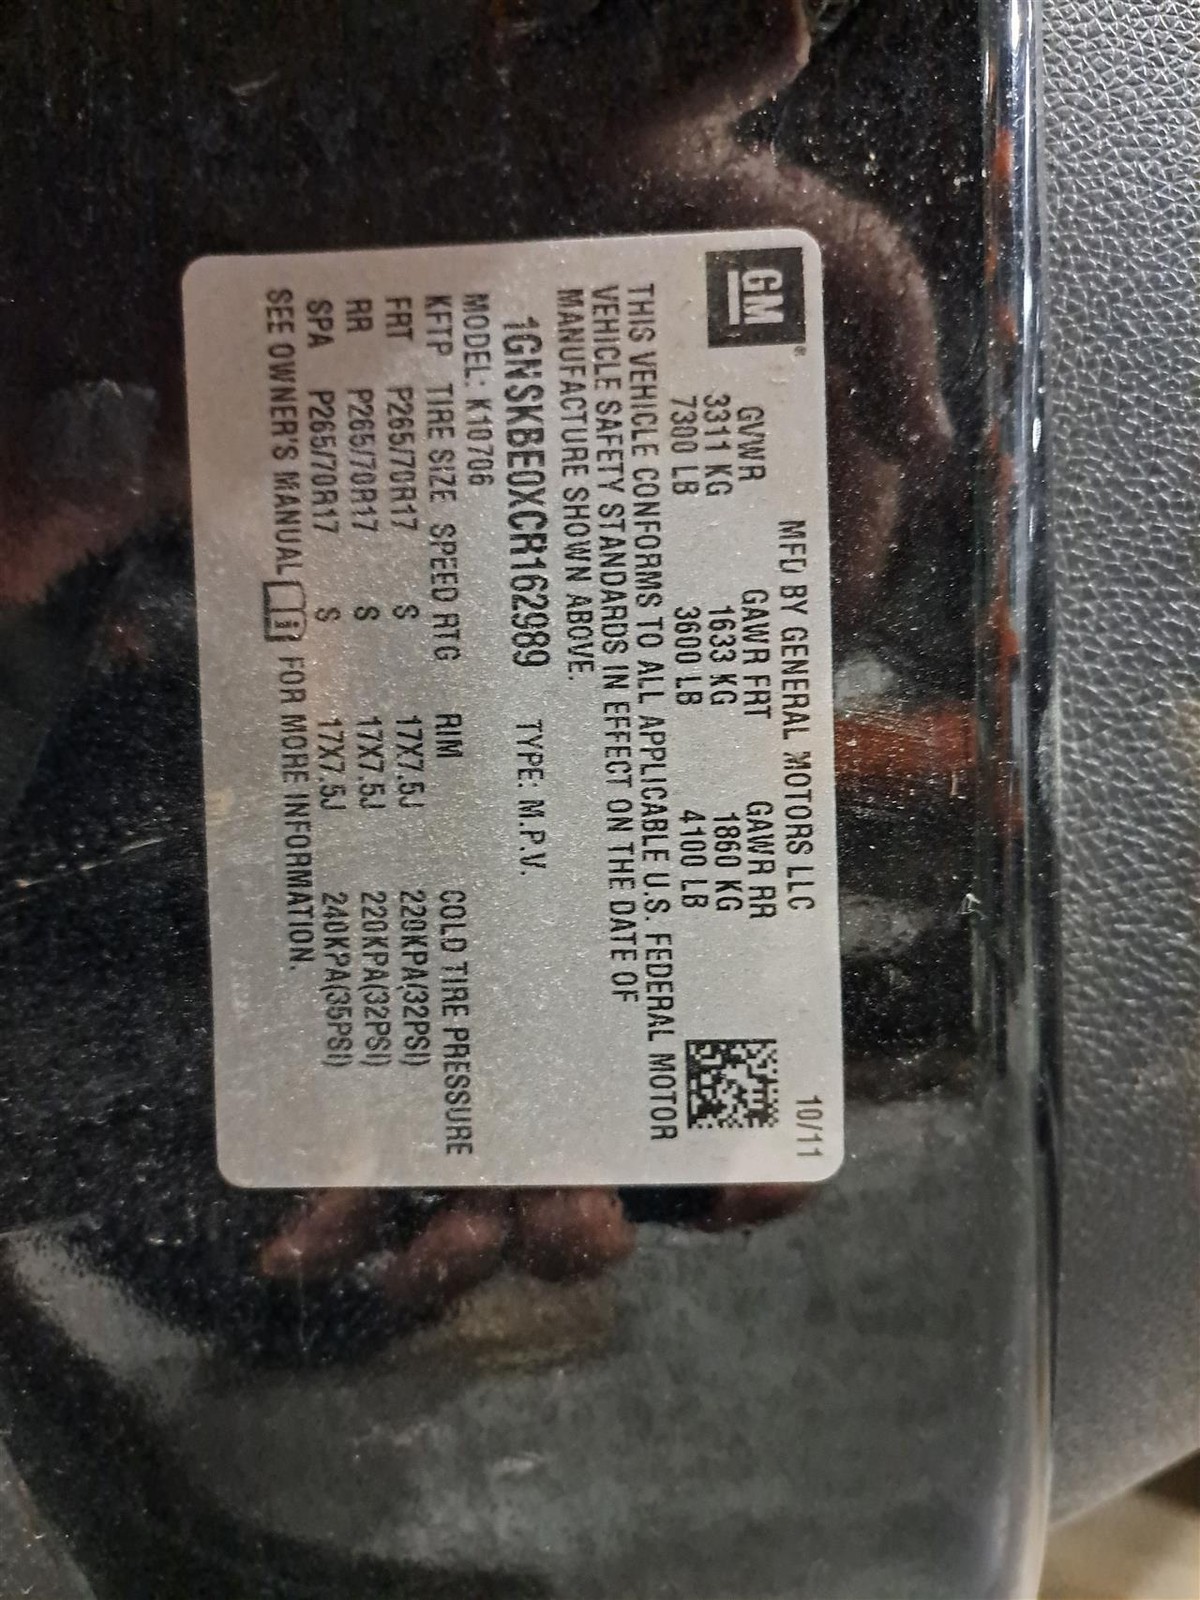 GM®
MFD BY GENERAL MOTORS LLC 10/11
GVWR GAWR FRT GAWR RR
3311 KG 1633 KG 1860 KG
7300 LB 3600 LB 4100 LB
THIS VEHICLE CONFORMS TO ALL APPLICABLE U.S. FEDERAL MOTOR
VEHICLE SAFETY STANDARDS IN EFFECT ON THE DATE OF
MANUFACTURE SHOWN ABOVE.
1GNSKBE0XCR162989 TYPE: M.P.V.
MODEL: K10706
KFTP TIRE SIZE SPEED RTG RIM COLD TIRE PRESSURE
FRT P265/70R17 S 17X7.5J 220KPA(32PSI)
RR P265/70R17 S 17X7.5J 220KPA(32PSI)
SPA P265/70R17 S 17X7.5J 240KPA(35PSI)
SEE OWNER'S MANUAL i FOR MORE INFORMATION.